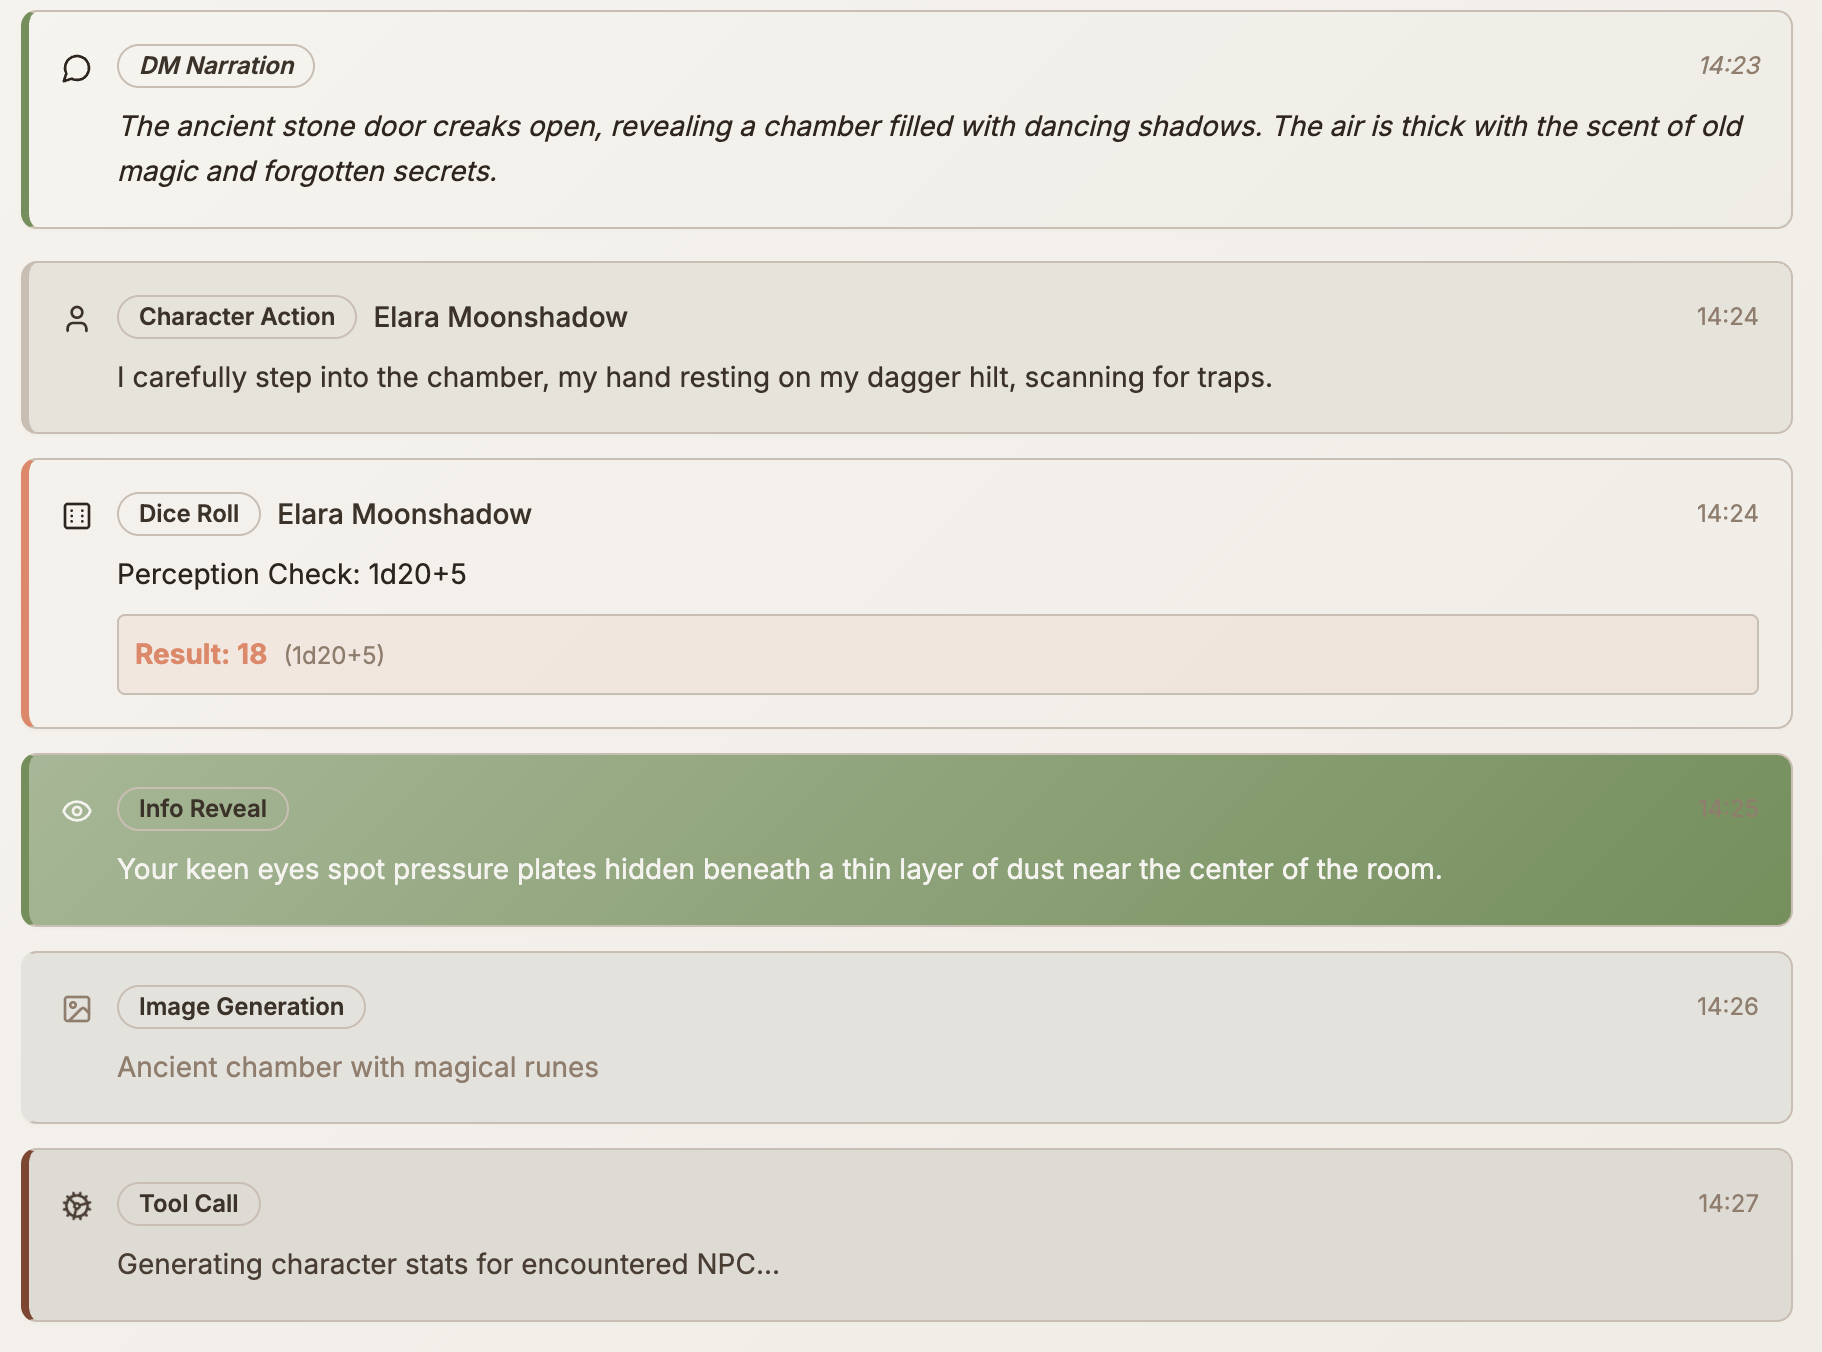 DM Narration
14:23
The ancient stone door creaks open, revealing a chamber filled with dancing shadows. The air is thick with the scent of old
magic and forgotten secrets.
Character Action Elara Moonshadow
14:24
I carefully step into the chamber, my hand resting on my dagger hilt, scanning for traps.
Dice Roll Elara Moonshadow
14:24
Perception Check: 1d20+5
Result: 18 (1d20+5)
Info Reveal
14:25
Your keen eyes spot pressure plates hidden beneath a thin layer of dust near the center of the room.
Image Generation
14:26
Ancient chamber with magical runes
Tool Call
14:27
Generating character stats for encountered NPC...